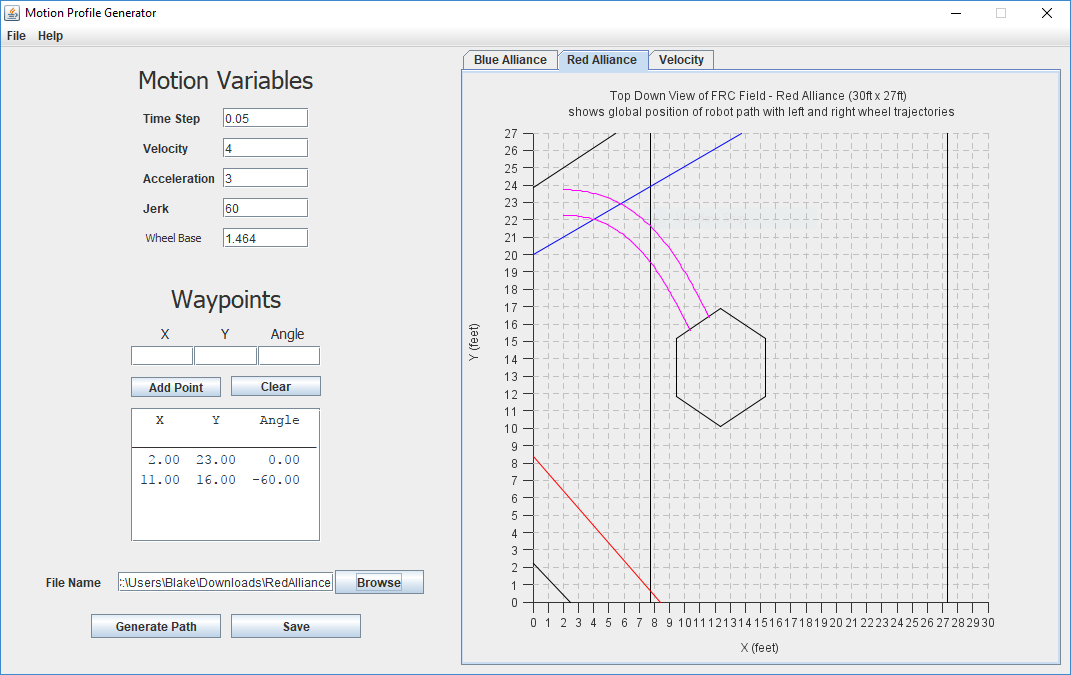 Motion Profile Generator
File Help
Motion Variables
Time Step 0.05
Velocity 4
Acceleration 3
Jerk 60
Wheel Base 1.464
Waypoints
X Y Angle
Add Point Clear
X Y Angle
2.00 23.00 0.00
11.00 16.00 -60.00
File Name :\Users\Blake\Downloads\RedAlliance Browse
Generate Path Save
Blue Alliance Red Alliance Velocity
Top Down View of FRC Field - Red Alliance (30ft x 27ft)
shows global position of robot path with left and right wheel trajectories
27
26
25
24
23
22
21
20
19
18
17
16
15
14
13
12
11
10
9
8
7
6
5
4
3
2
1
0
Y (feet)
0 1 2 3 4 5 6 7 8 9 10 11 12 13 14 15 16 17 18 19 20 21 22 23 24 25 26 27 28 29 30
X (feet)